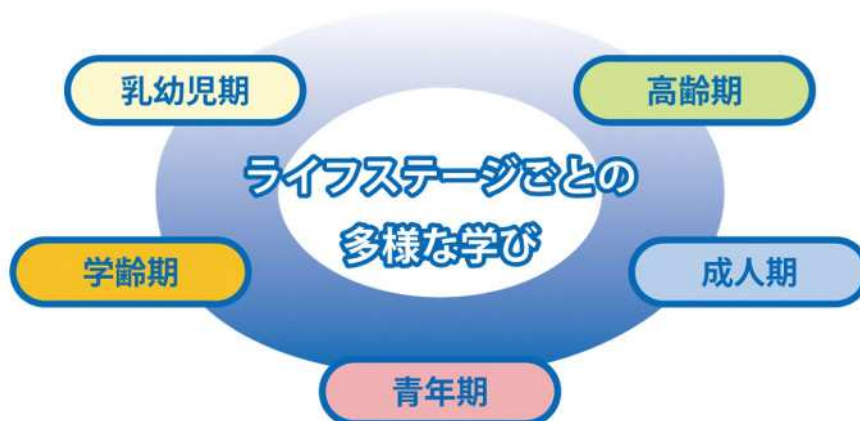 乳幼児期
高齢期
ライフステージごとの
多様な学び
学齢期
成人期
青年期